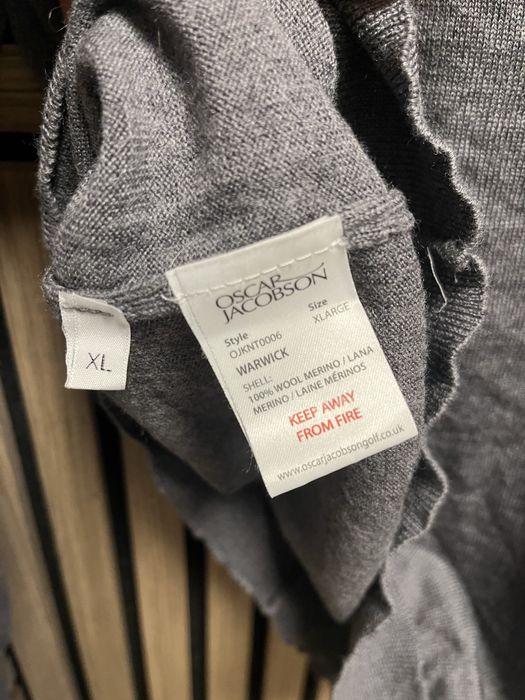 OSCAR
JACOBSON
Style
Size
OJKNT0006
XLARGE
WARWICK
SHELL:
100% WOOL MERINO / LANA
MERINO / LAINE MÉRINOS
KEEP AWAY
FROM FIRE
www.oscarjacobsongolf.co.uk
XL